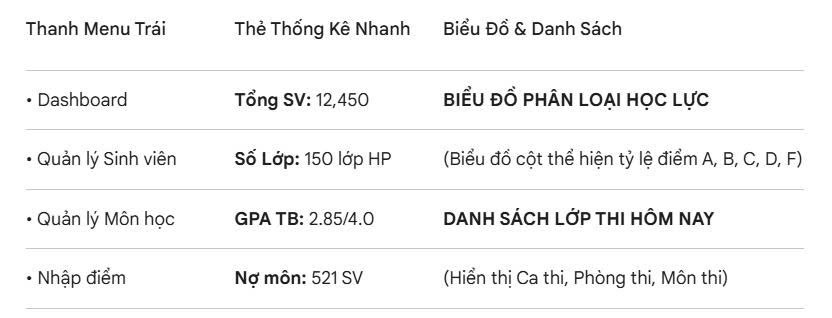 Thanh Menu Trái Thẻ Thống Kê Nhanh Biểu Đồ & Danh Sách
• Dashboard Tổng SV: 12,450 BIỂU ĐỒ PHÂN LOẠI HỌC LỰC
• Quản lý Sinh viên Số Lớp: 150 lớp HP (Biểu đồ cột thể hiện tỷ lệ điểm A, B, C, D, F)
• Quản lý Môn học GPA TB: 2.85/4.0 DANH SÁCH LỚP THI HÔM NAY
• Nhập điểm Nợ môn: 521 SV (Hiển thị Ca thi, Phòng thi, Môn thi)